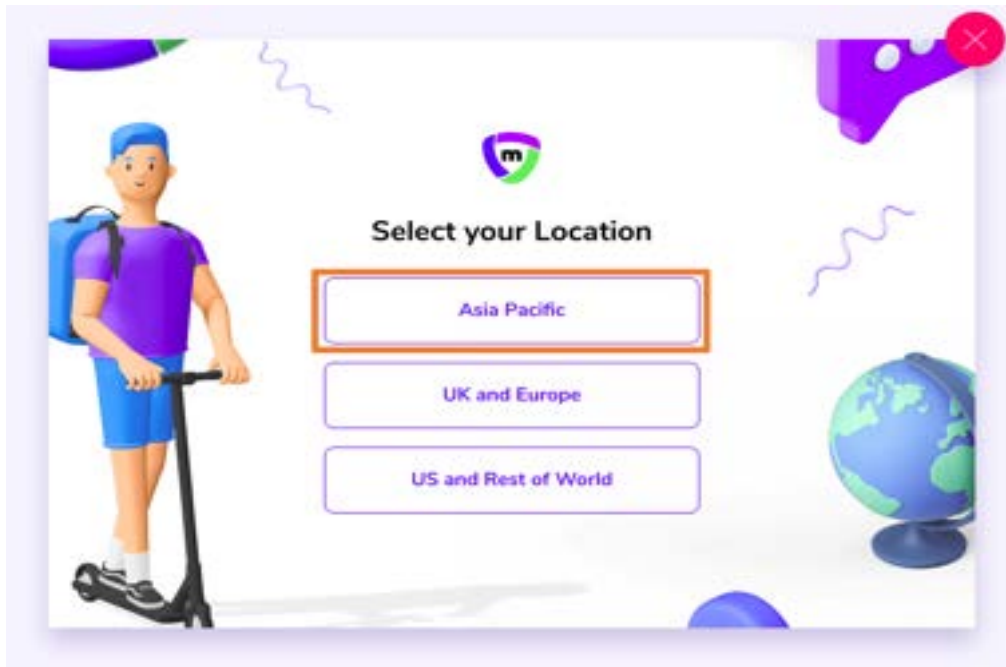 m
Select your Location
Asia Pacific
UK and Europe
US and Rest of World